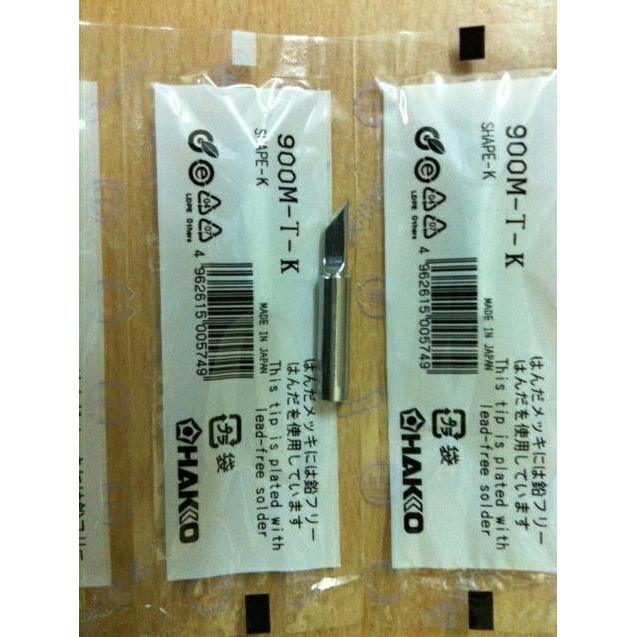 900M-T-K
SHAPE-K
LDPE Others
4 962615 005749
MADE IN JAPAN
はんだメッキには鉛フリー
はんだを使用しています
This tip is plated with
lead-free solder
袋
HAKKO
900M-T-K
SHAPE-K
LDPE Others
4 962615 005749
MADE IN JAPAN
はんだメッキには鉛フリー
はんだを使用しています
This tip is plated with
lead-free solder
袋
HAKKO